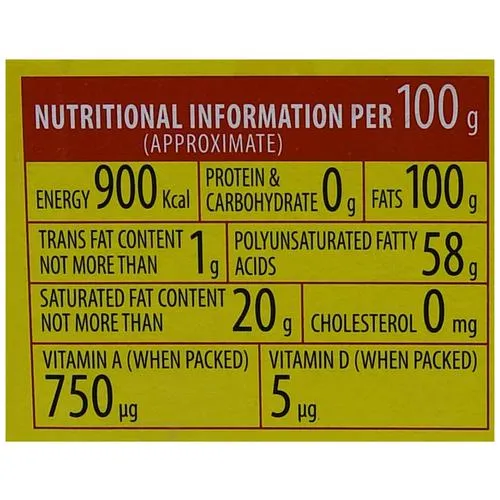 NUTRITIONAL INFORMATION PER 100 g
(APPROXIMATE)
ENERGY 900 Kcal
PROTEIN &
CARBOHYDRATE 0 g
FATS 100 g
TRANS FAT CONTENT
NOT MORE THAN 1 g
POLYUNSATURATED FATTY
ACIDS 58 g
SATURATED FAT CONTENT
NOT MORE THAN 20 g
CHOLESTEROL 0 mg
VITAMIN A (WHEN PACKED)
750 µg
VITAMIN D (WHEN PACKED)
5 µg.